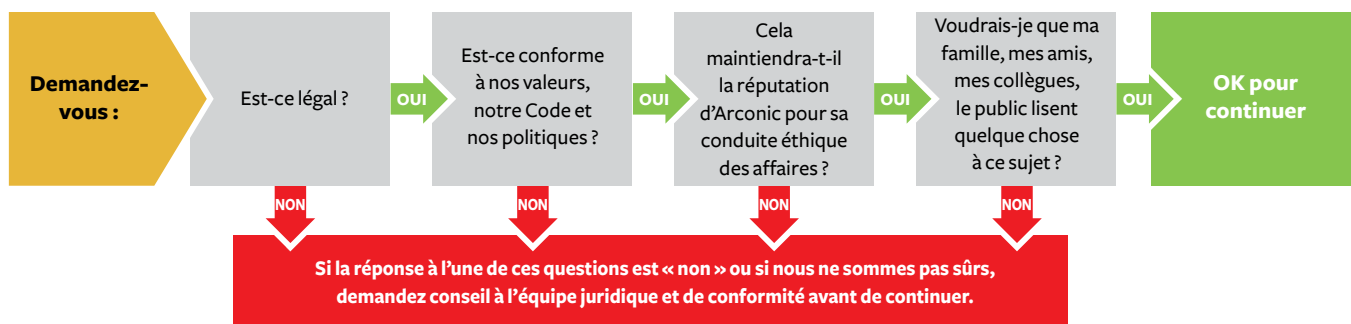 Demandez-
vous :
Est-ce légal ?
OUI
Est-ce conforme
à nos valeurs,
notre Code et
nos politiques ?
OUI
Cela
maintiendra-t-il
la réputation
d’Arconic pour sa
conduite éthique
des affaires ?
OUI
Voudrais-je que ma
famille, mes amis,
mes collègues,
le public lisent
quelque chose
à ce sujet ?
OUI
OK pour
continuer
NON
NON
NON
NON
Si la réponse à l’une de ces questions est « non » ou si nous ne sommes pas sûrs,
demandez conseil à l’équipe juridique et de conformité avant de continuer.